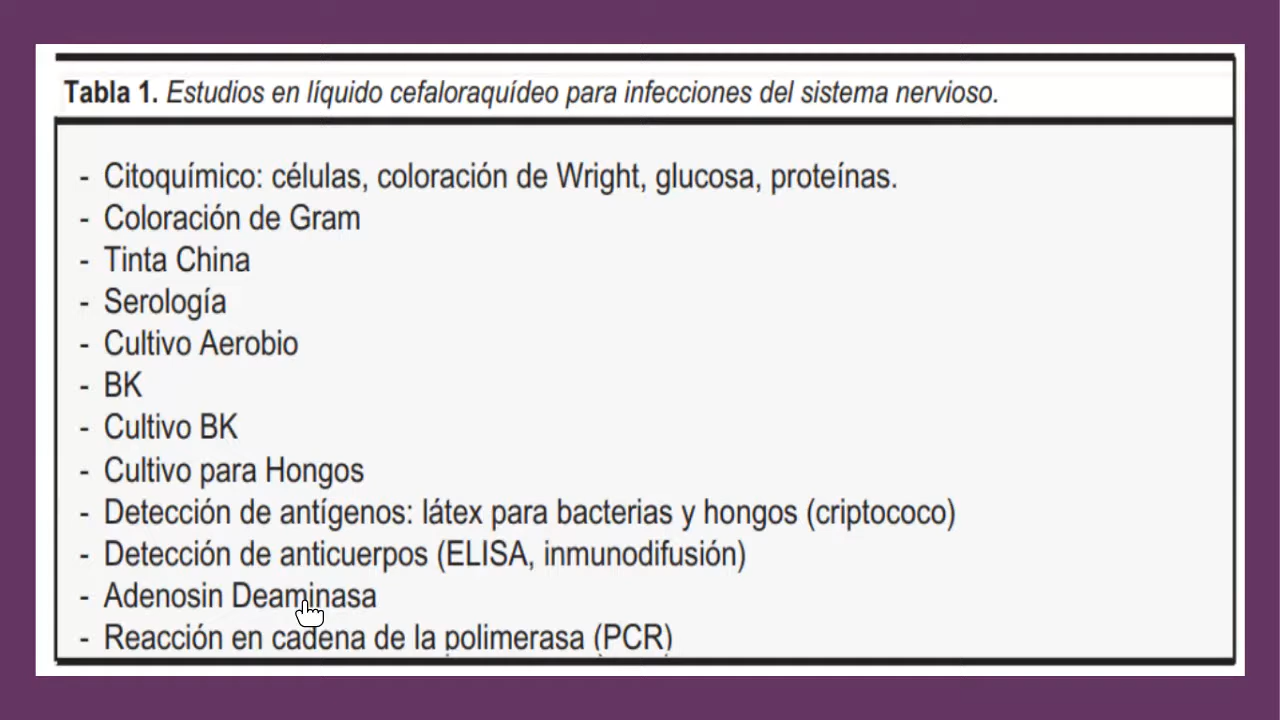 Tabla 1. Estudios en líquido cefaloraquídeo para infecciones del sistema nervioso.
- Citoquímico: células, coloración de Wright, glucosa, proteínas.
- Coloración de Gram
- Tinta China
- Serología
- Cultivo Aerobio
- BK
- Cultivo BK
- Cultivo para Hongos
- Detección de antígenos: látex para bacterias y hongos (criptococo)
- Detección de anticuerpos (ELISA, inmunodifusión)
- Adenosin Deaminasa
- Reacción en cadena de la polimerasa (PCR)